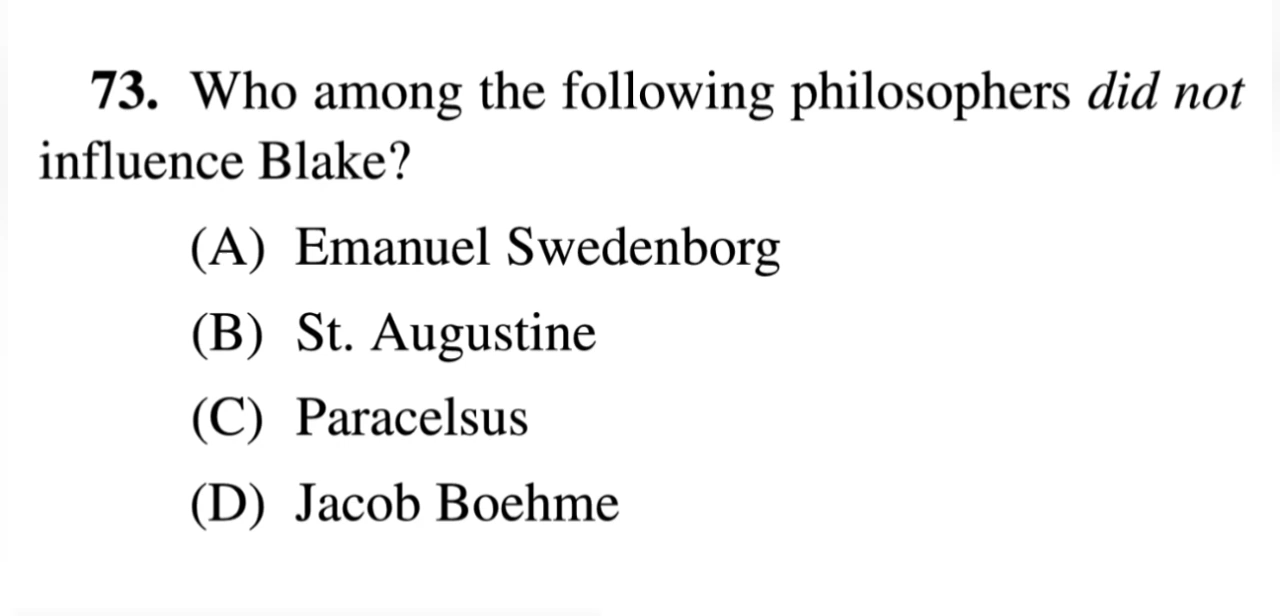 73. Who among the following philosophers did not
influence Blake?
(A) Emanuel Swedenborg
(B) St. Augustine
(C) Paracelsus
(D) Jacob Boehme